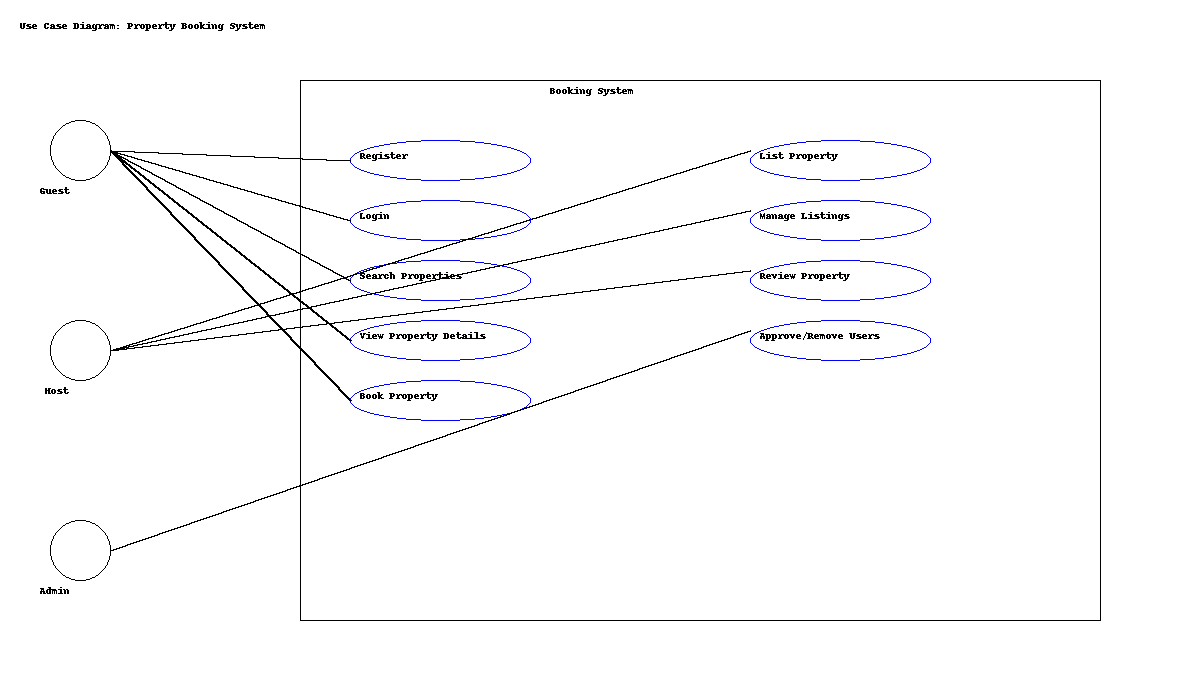 Use Case Diagram: Property Booking System
Booking System
Guest
Host
Admin
Register
Login
Search Properties
View Property Details
Book Property
List Property
Manage Listings
Review Property
Approve/Remove Users